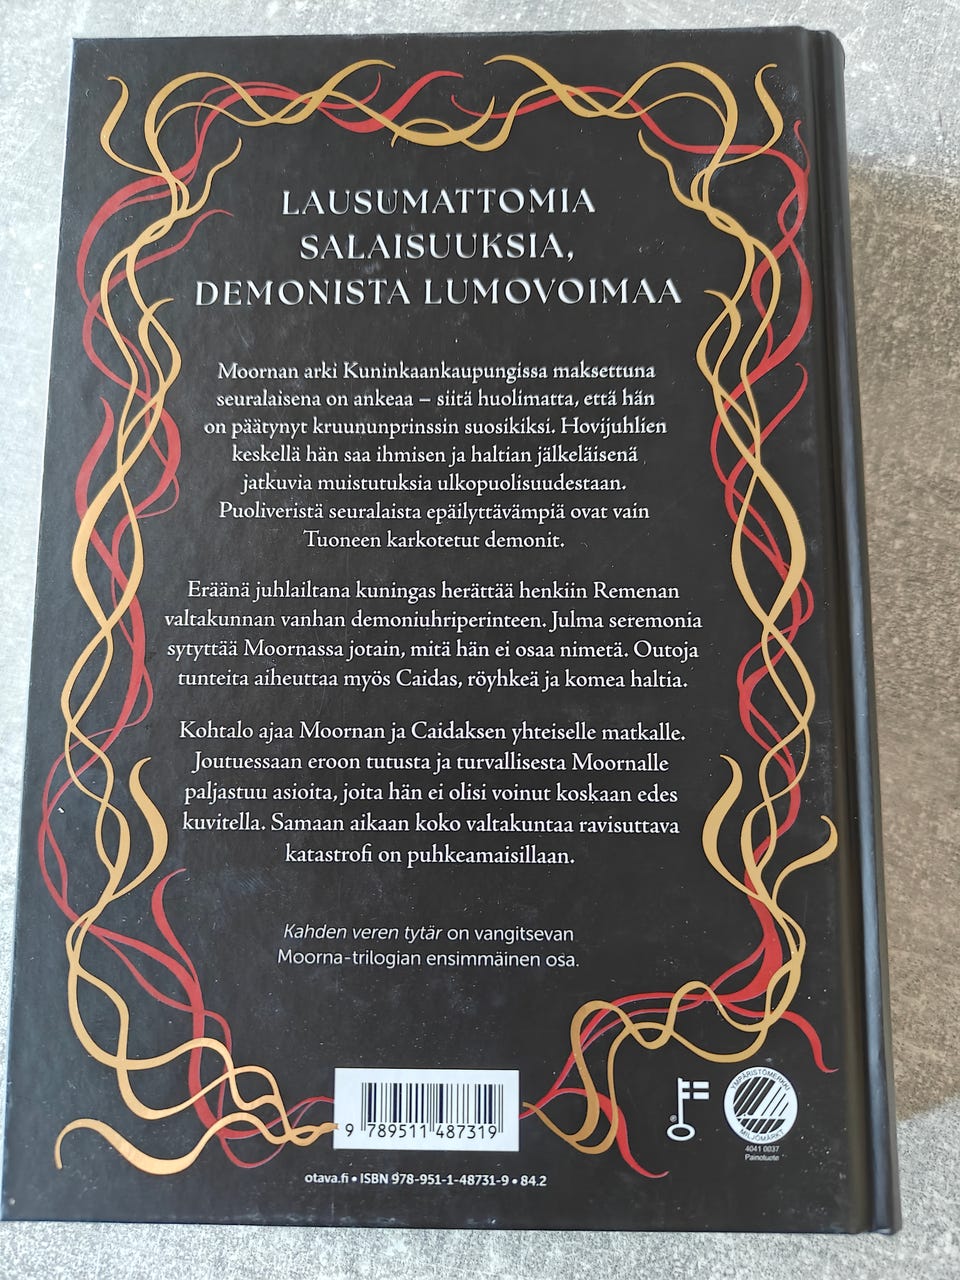 LAUSUMATTOMIA
SALAISUUKSIA,
DEMONISTA LUMOVOIMAA
Moornan arki Kuninkaankaupungissa maksettuna
seuralaisena on ankeaa – siitä huolimatta, että hän
on päätynyt kruununprinssin suosikiksi. Hovijuhlien
keskellä hän saa ihmisen ja haltian jälkeläisenä
jatkuvia muistutuksia ulkopuolisuudestaan.
Puoliveristä seuralaista epäilyttävämpiä ovat vain
Tuoneen karkotetut demonit.
Eräänä juhlailtana kuningas herättää henkiin Remenan
valtakunnan vanhan demoniuhriperinteen. Julma seremonia
sytyttää Moornassa jotain, mitä hän ei osaa nimetä. Outoja
tunteita aiheuttaa myös Caidas, röyhkeä ja komea haltia.
Kohtalo ajaa Moornan ja Caidaksen yhteiselle matkalle.
Joutuessaan eroon tutusta ja turvallisesta Moornalle
paljastuu asioita, joita hän ei olisi voinut koskaan edes
kuvitella. Samaan aikaan koko valtakuntaa ravisuttava
katastrofi on puhkeamaisillaan.
Kahden veren tytär on vangitsevan
Moorna-trilogian ensimmäinen osa.
9 789511 487319
otava.fi • ISBN 978-951-1-48731-9 • 84.2
YMPÄRISTÖMERKKI
MILJÖMÄRKT
4041 0037
Painotuote